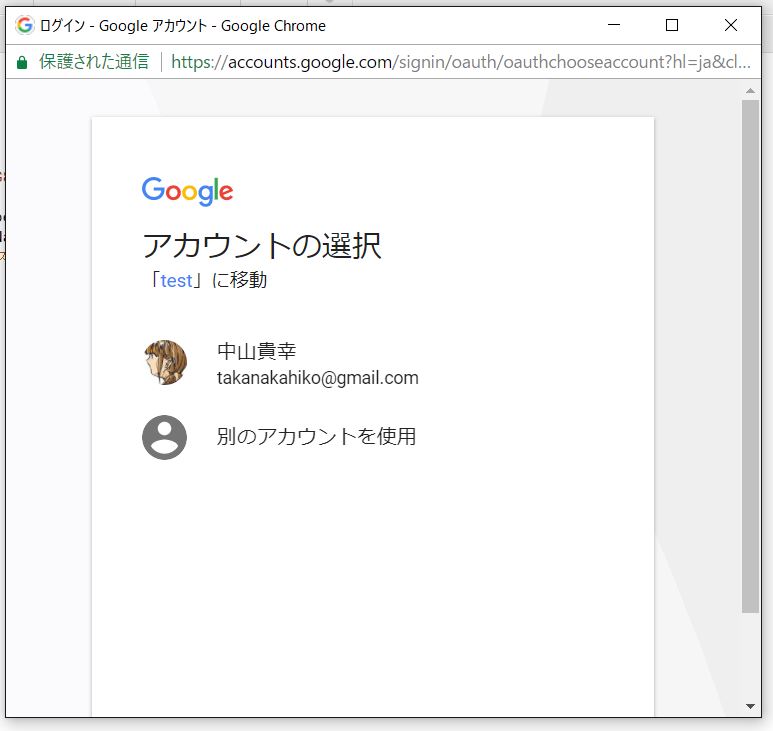 ログイン - Google アカウント - Google Chrome
保護された通信 https://accounts.google.com/signin/oauth/oauthchooseaccount?hl=ja&cl...
Google
アカウントの選択
「test」に移動
中山貴幸
takanakahiko@gmail.com
別のアカウントを使用